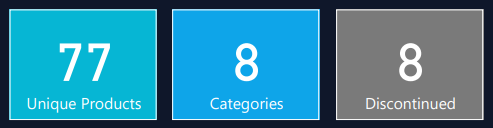 77
Unique Products
8
Categories
8
Discontinued